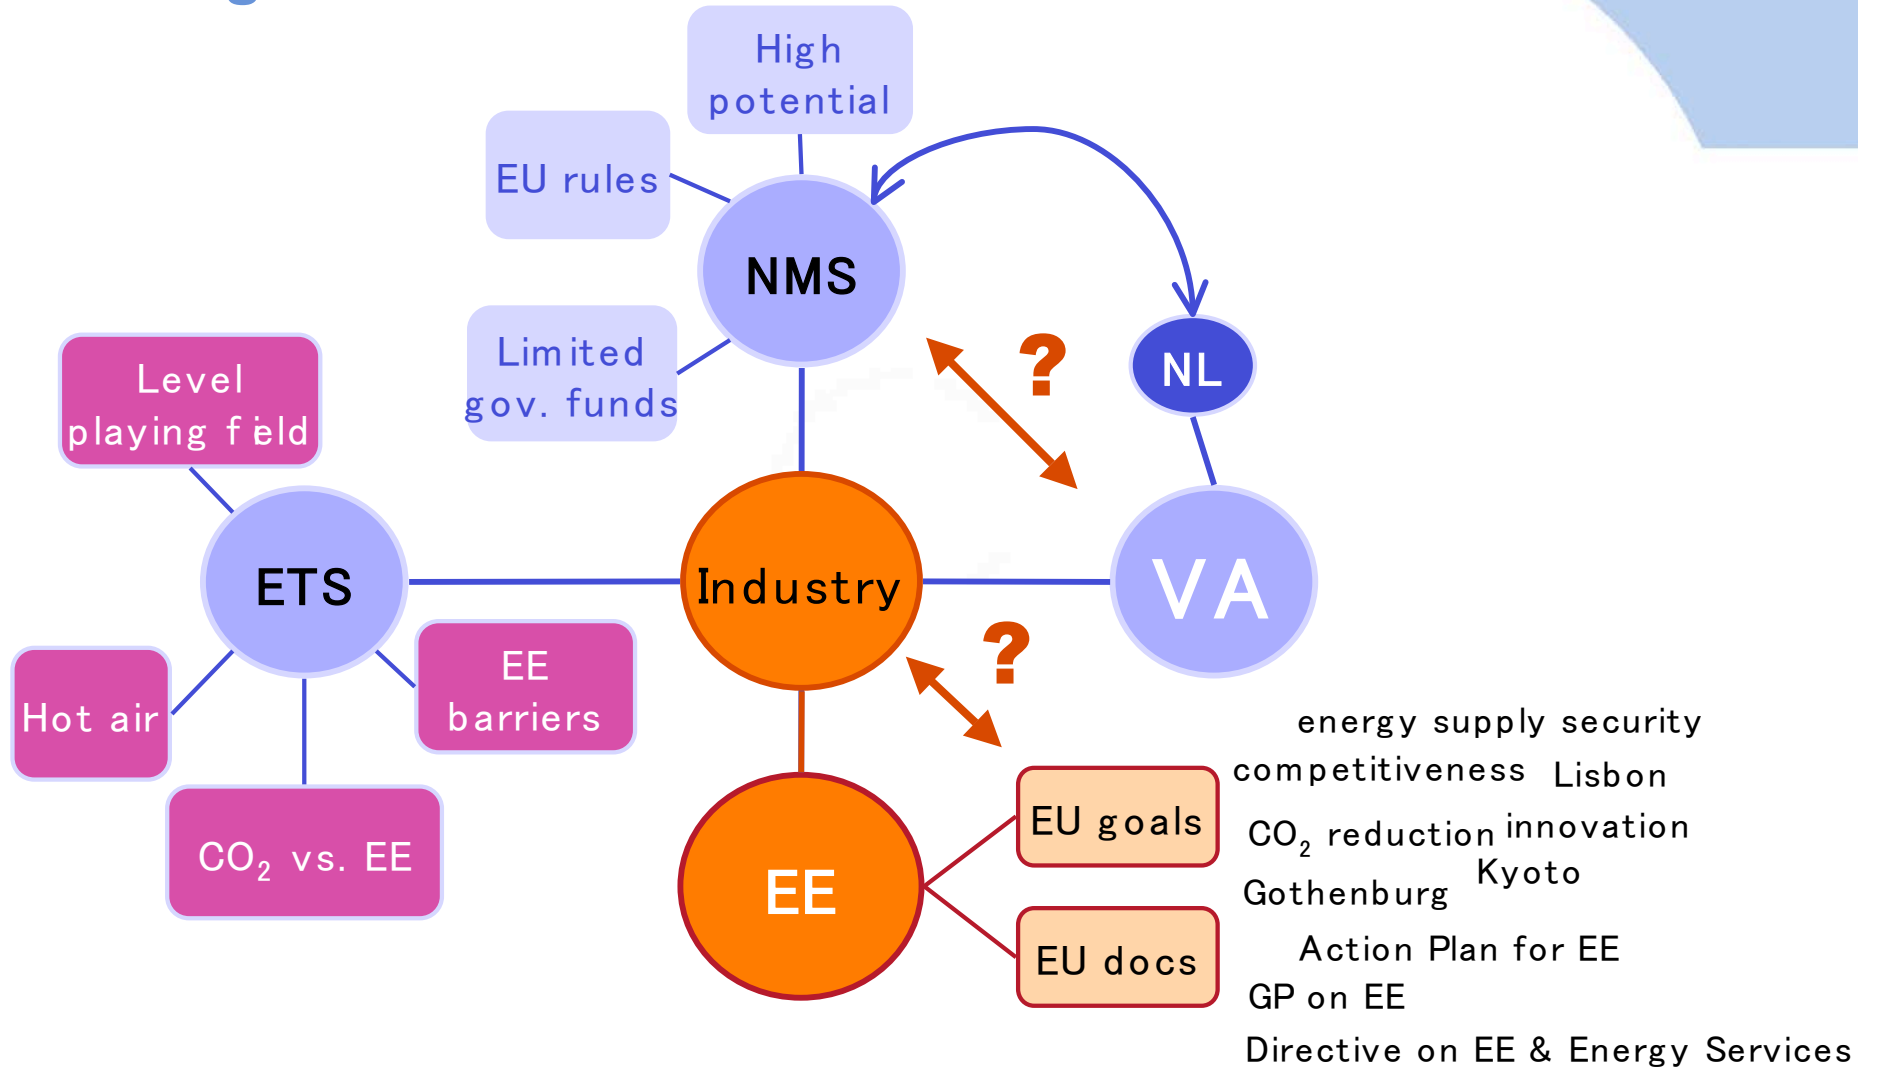 High
potential
EU rules
NMS
Limited
gov. funds
?
NL
Level
playing field
ETS
Industry
VA
?
EE
barriers
Hot air
CO₂ vs. EE
EE
EU goals
energy supply security
competitiveness Lisbon
CO₂ reduction innovation
Kyoto
Gothenburg
EU docs
Action Plan for EE
GP on EE
Directive on EE & Energy Services